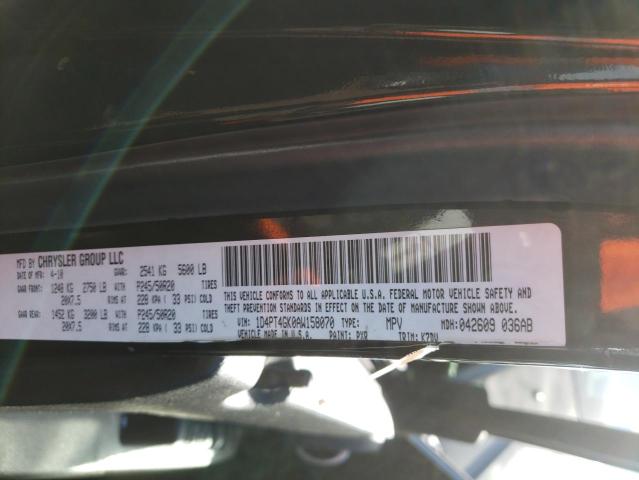 MFD BY CHRYSLER GROUP LLC
DATE OF MFR: 4-10 GVWR: 2541 KG 5600 LB
GAWR FRONT: 1248 KG 2750 LB WITH P245/50R20 TIRES
20X7.5 RIMS AT 228 KPA ( 33 PSI) COLD
GAWR REAR: 1452 KG 3200 LB WITH P245/50R20 TIRES
20X7.5 RIMS AT 228 KPA ( 33 PSI) COLD
THIS VEHICLE CONFORMS TO ALL APPLICABLE U.S.A. FEDERAL MOTOR VEHICLE SAFETY AND
THEFT PREVENTION STANDARDS IN EFFECT ON THE DATE OF MANUFACTURE SHOWN ABOVE.
VIN: 1D4PT4GK0AW158070 TYPE: MPV MDH: 042609 036AB
VEHICLE MADE IN U.S.A. PAINT: PXR TRIM: